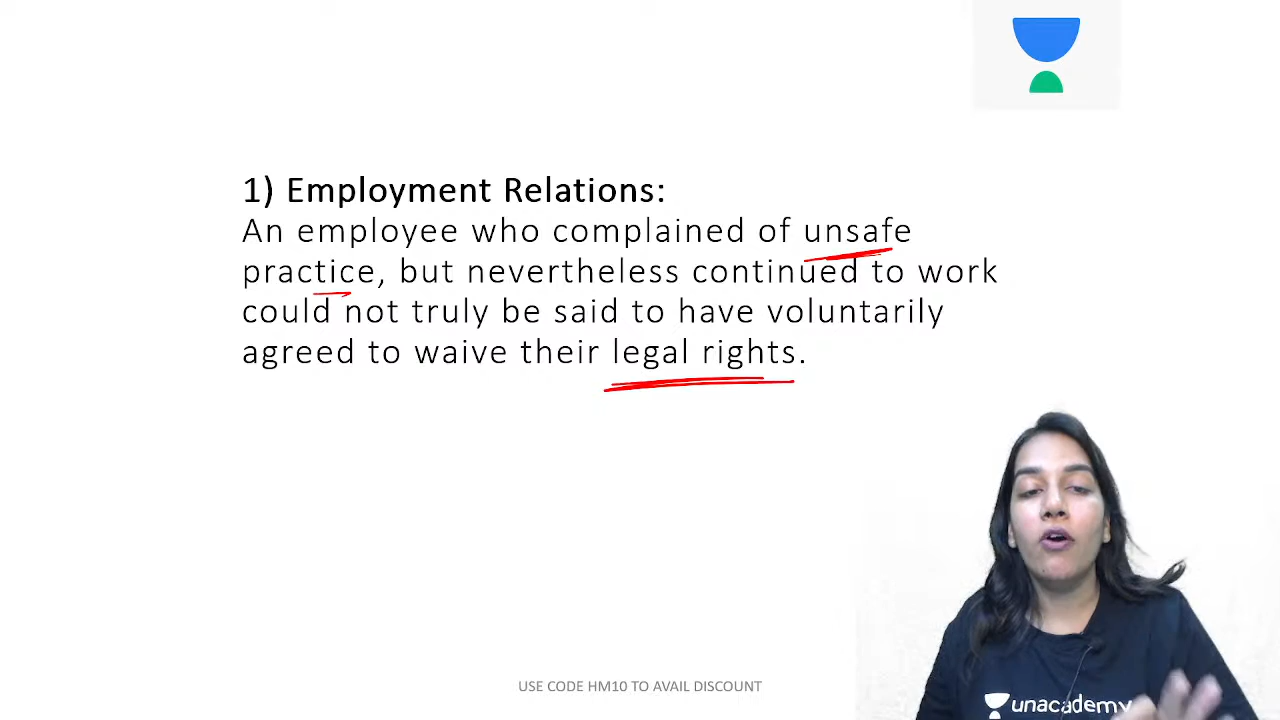 1) Employment Relations:
An employee who complained of unsafe
practice, but nevertheless continued to work
could not truly be said to have voluntarily
agreed to waive their legal rights.
unacademy
USE CODE HM10 TO AVAIL DISCOUNT